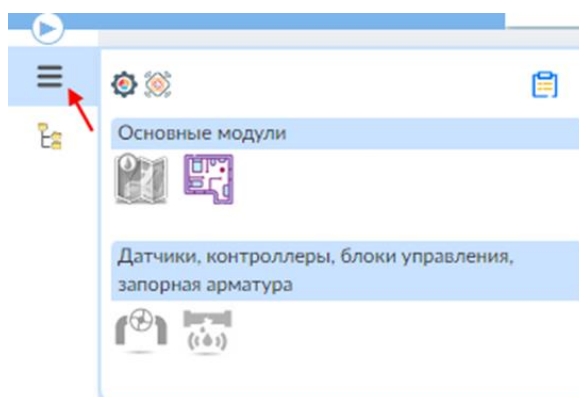 Основные модули
Датчики, контроллеры, блоки управления,
запорная арматура